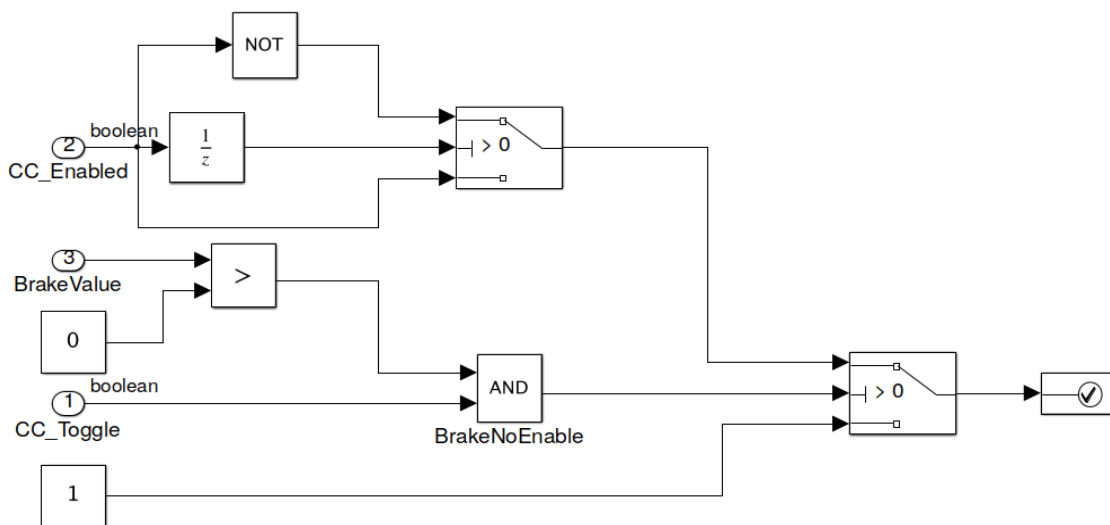 NOT
boolean
2
CC_Enabled
1
z
> 0
3
BrakeValue
>
0
boolean
1
CC_Toggle
AND
BrakeNoEnable
> 0
1